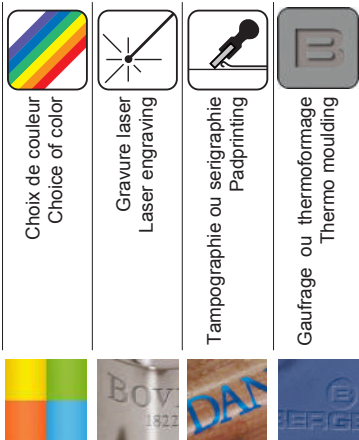 B
Choix de couleur
Choice of color
Gravure laser
Laser engraving
Tampographie ou serigraphie
Padprinting
Gaufrage ou thermoformage
Thermo moulding
BOV
1822
DAN
B
BERGE